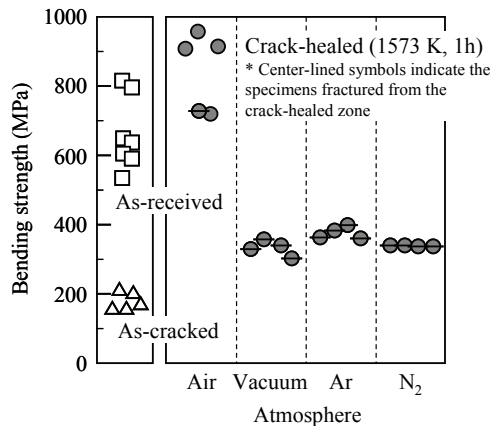 1000
800
600
400
200
0
Bending strength (MPa)
As-received
As-cracked
Crack-healed (1573 K, 1h)
* Center-lined symbols indicate the
specimens fractured from the
crack-healed zone
Air Vacuum Ar N₂
Atmosphere